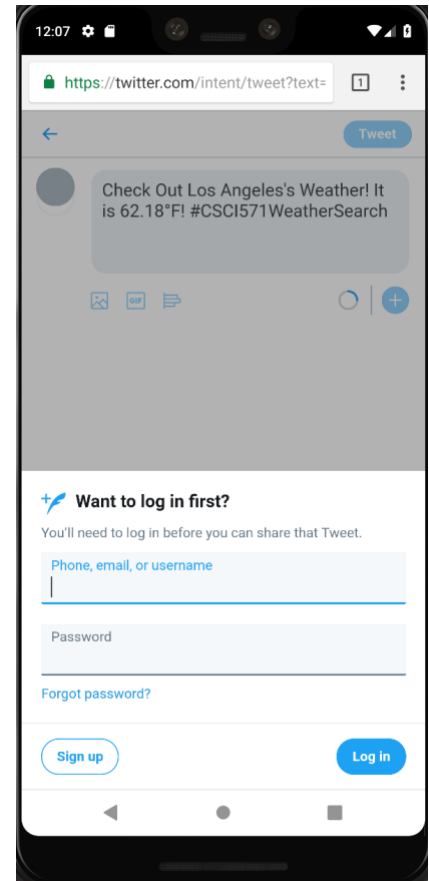 12:07
https://twitter.com/intent/tweet?text=
1
Tweet
Check Out Los Angeles's Weather! It
is 62.18°F! #CSCI571WeatherSearch
GIF
Want to log in first?
You'll need to log in before you can share that Tweet.
Phone, email, or username
Password
Forgot password?
Sign up
Log in